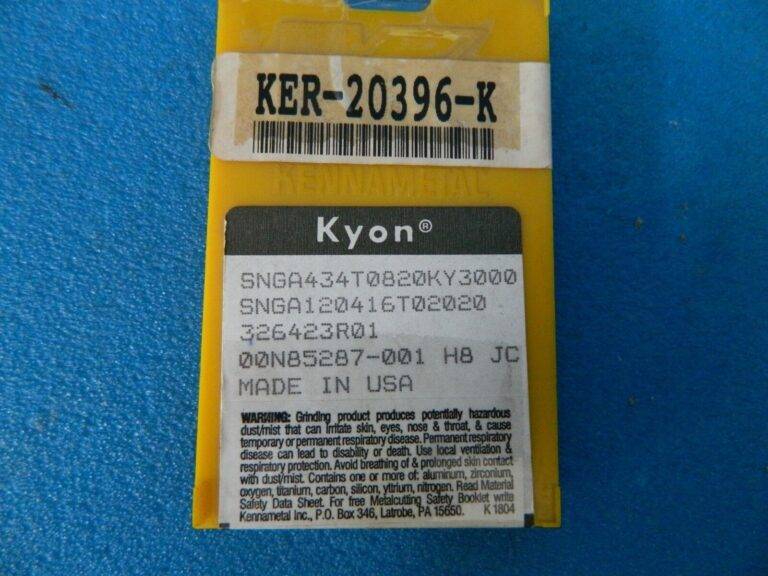 KER-20396-K
KENNAMETAL
Kyon®
SNGA434T0820KY3000
SNGA120416T02020
326423R01
00N85287-001 H8 JC
MADE IN USA
WARNING: Grinding product produces potentially hazardous
dust/mist that can irritate skin, eyes, nose & throat, & cause
temporary or permanent respiratory disease. Permanent respiratory
disease can lead to disability or death. Use local ventilation &
respiratory protection. Avoid breathing of & prolonged skin contact
with dust/mist. Contains one or more of: aluminum, zirconium,
oxygen, titanium, carbon, silicon, yttrium, nitrogen. Read Material
Safety Data Sheet. For free Metalcutting Safety Booklet write
Kennametal Inc., P.O. Box 346, Latrobe, PA 15650. K 1804